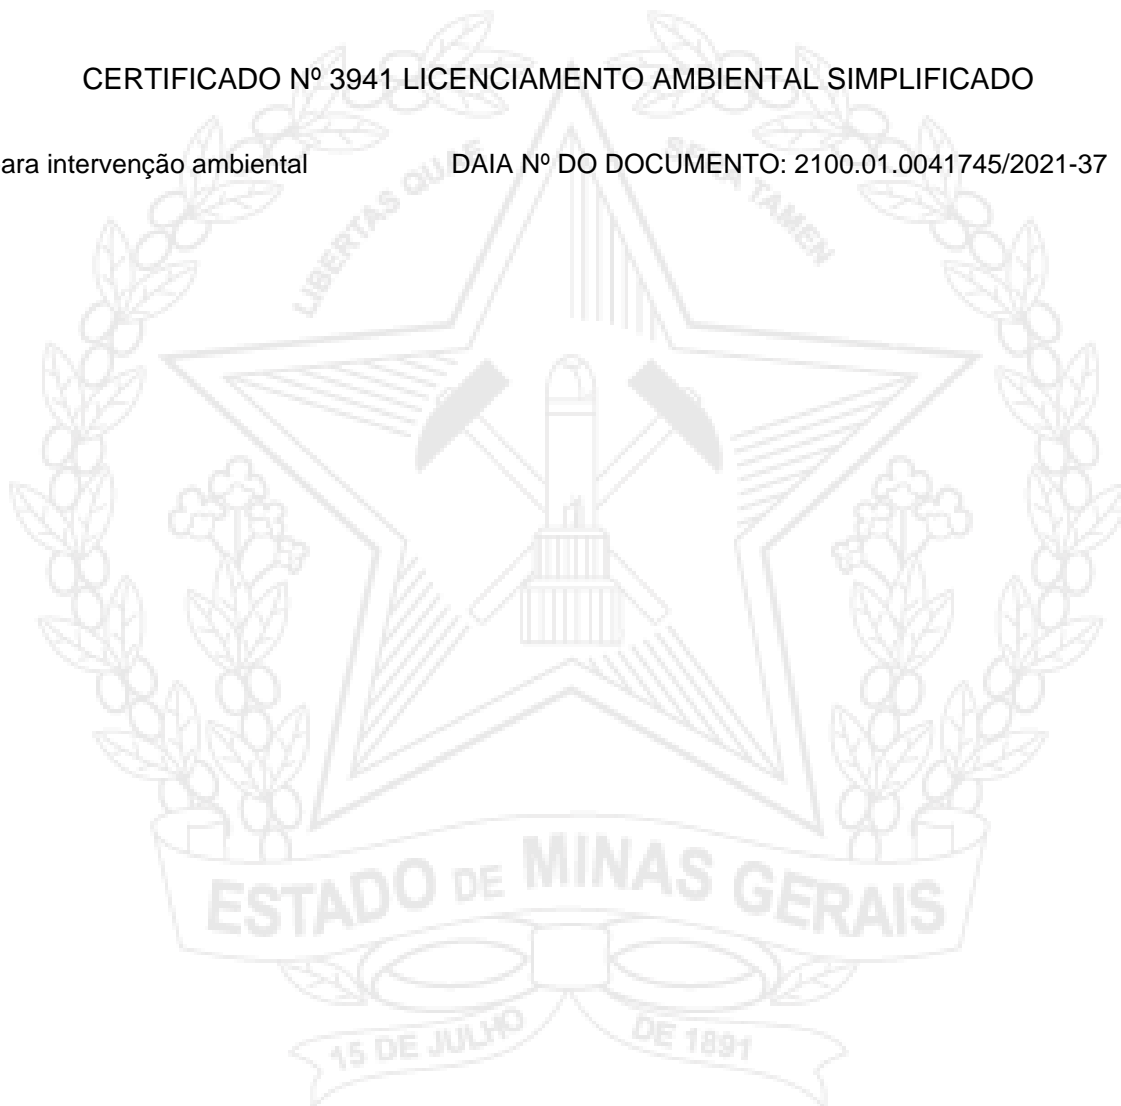 CERTIFICADO Nº 3941 LICENCIAMENTO AMBIENTAL SIMPLIFICADO
ara intervenção ambiental DAIA Nº DO DOCUMENTO: 2100.01.0041745/2021-37
LIBERTAS QUAE SERA TAMEN
ESTADO DE MINAS GERAIS
15 DE JULHO DE 1891